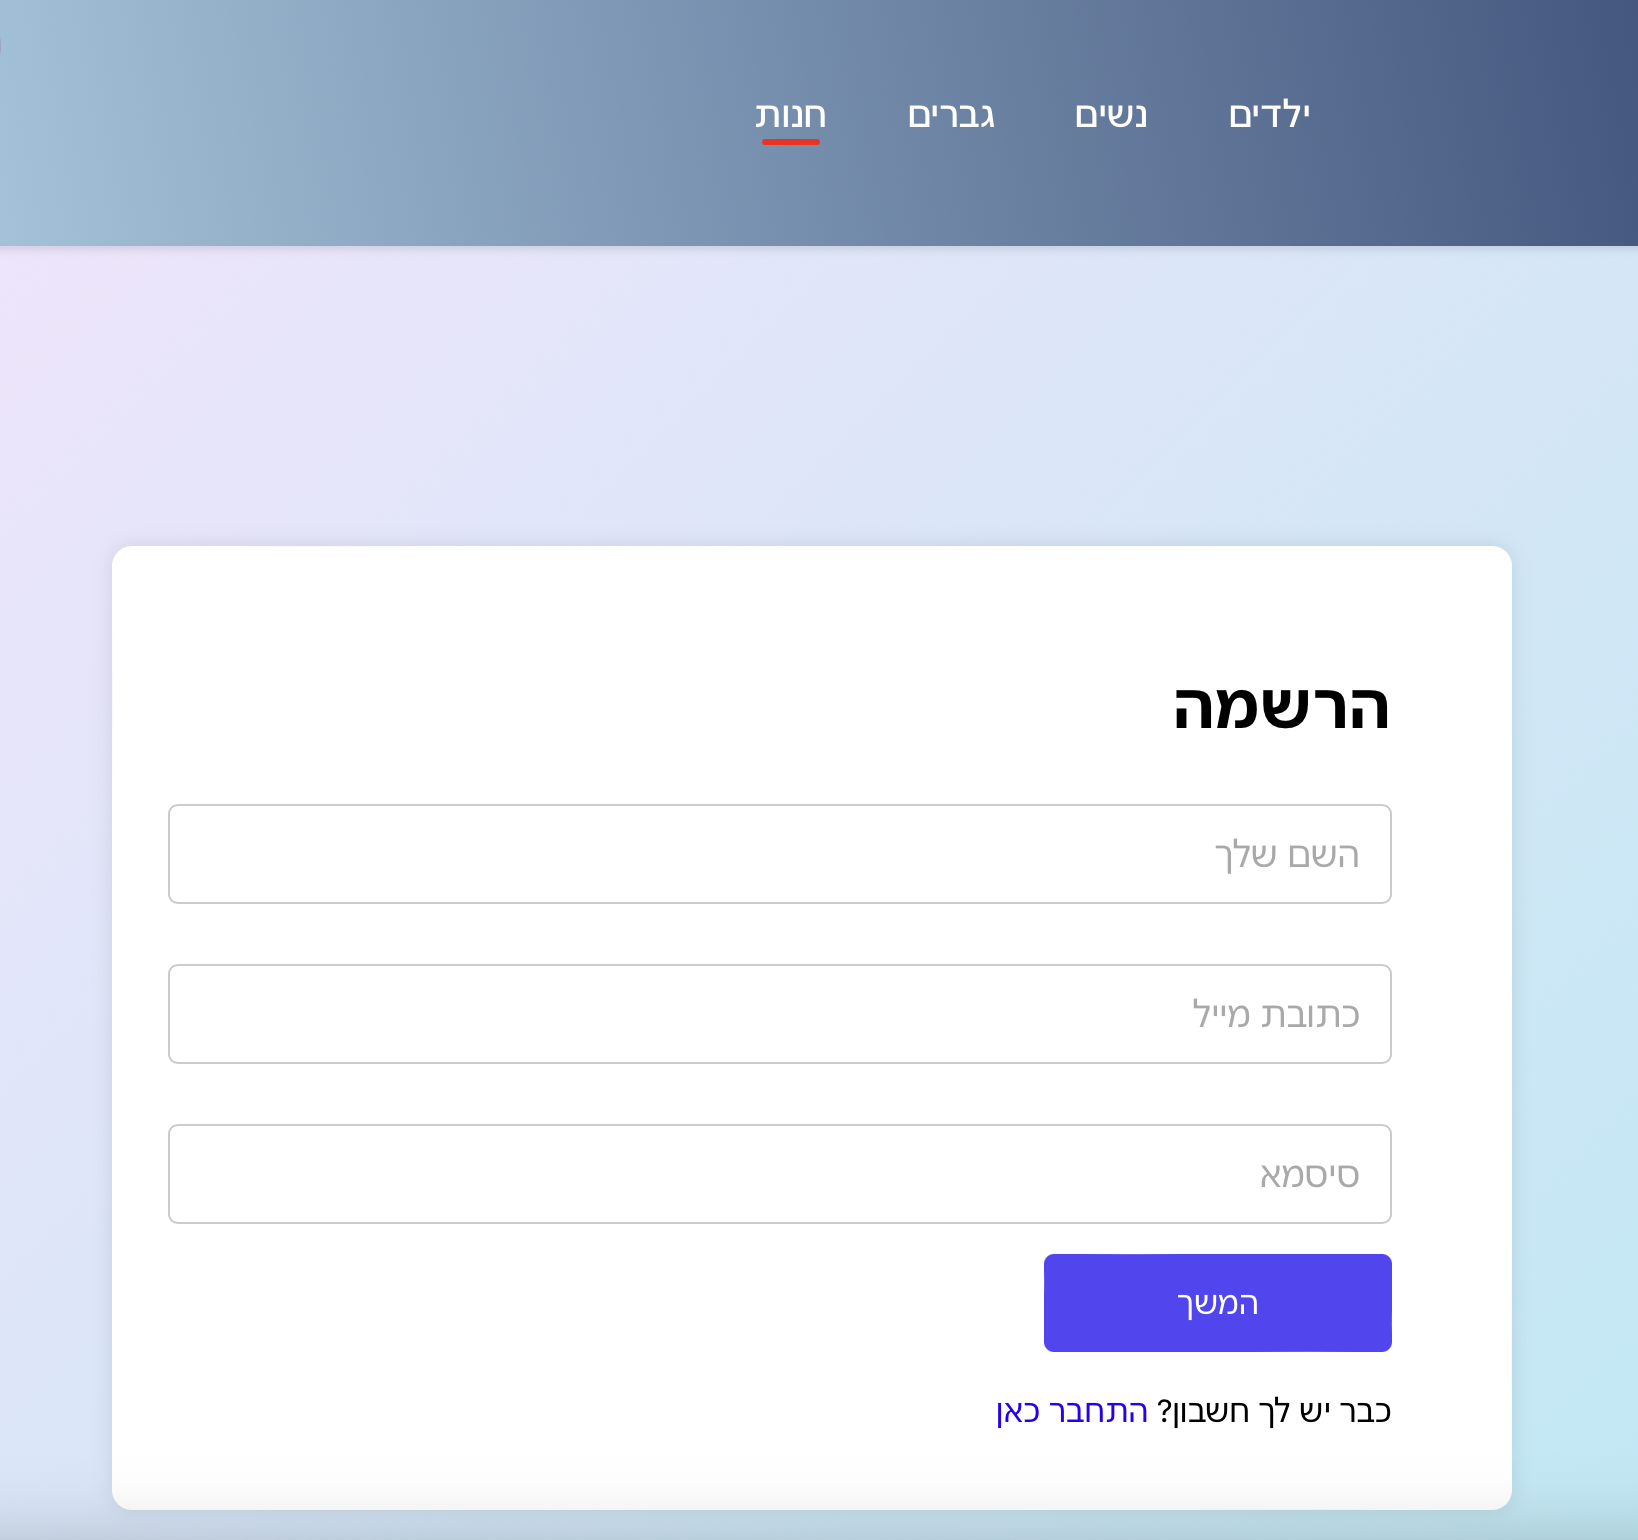 ילדים נשים גברים חנות
הרשמה
השם שלך
כתובת מייל
סיסמא
המשך
כבר יש לך חשבון? התחבר כאן